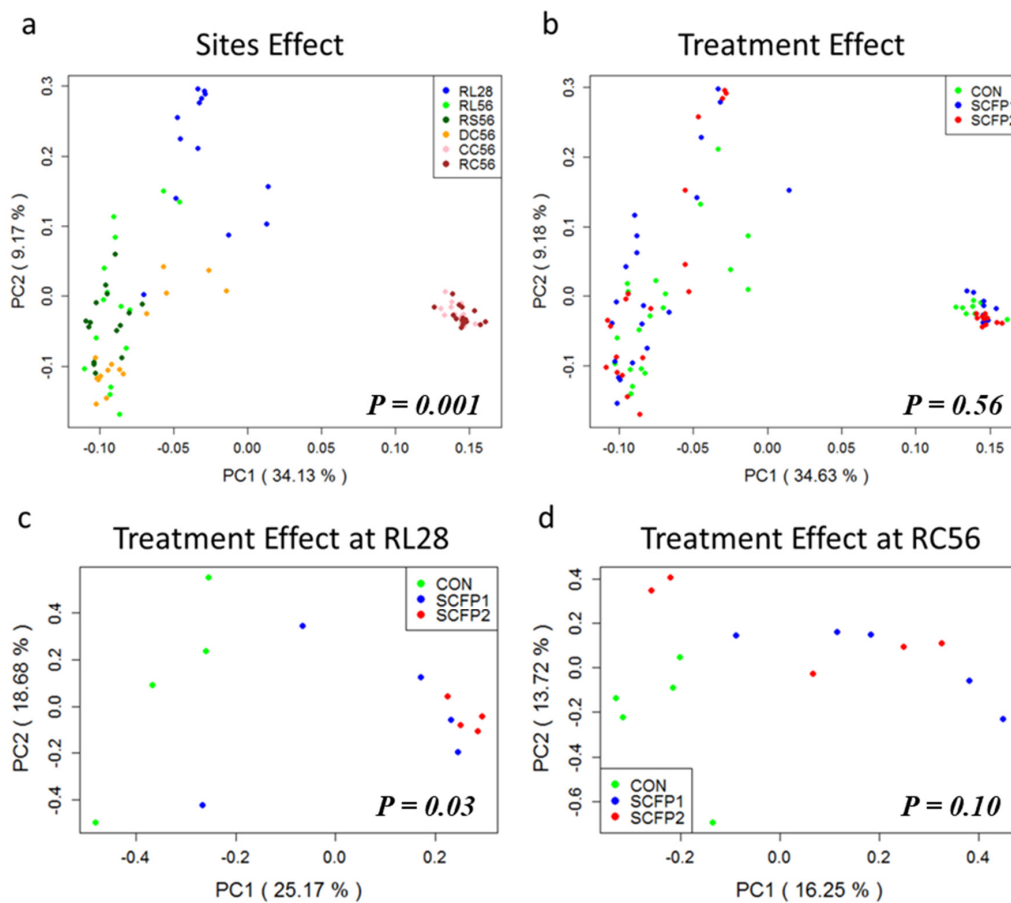 a
Sites Effect
0.3
0.2
0.1
0.0
-0.1
PC2 ( 9.17 % )
RL28
RL56
RS56
DC56
CC56
RC56
P = 0.001
-0.10
-0.05
0.00
0.05
0.10
0.15
PC1 ( 34.13 % )
b
Treatment Effect
0.3
0.2
0.1
0.0
-0.1
PC2 ( 9.18 % )
CON
SCFP1
SCFP2
P = 0.56
-0.10
-0.05
0.00
0.05
0.10
0.15
PC1 ( 34.63 % )
c
Treatment Effect at RL28
0.4
0.2
0.0
-0.2
-0.4
PC2 ( 18.68 % )
CON
SCFP1
SCFP2
P = 0.03
-0.4
-0.2
0.0
0.2
PC1 ( 25.17 % )
d
Treatment Effect at RC56
0.4
0.2
0.0
-0.2
-0.4
-0.6
PC2 ( 13.72 % )
CON
SCFP1
SCFP2
P = 0.10
-0.2
0.0
0.2
0.4
PC1 ( 16.25 % )